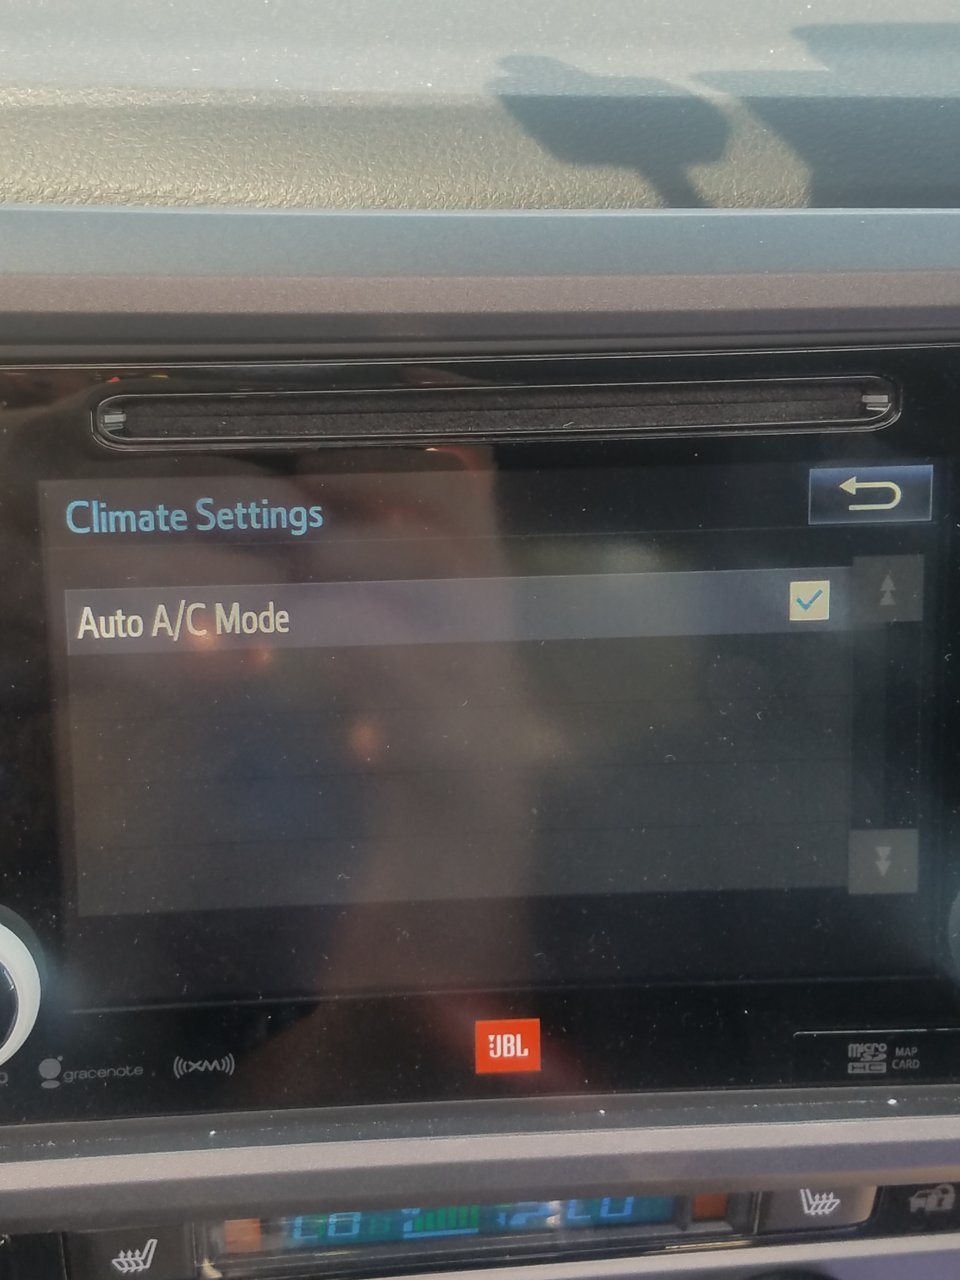 Climate Settings
Auto A/C Mode
gracenote
((XM))
JBL
micro
SD
HC
MAP
CARD